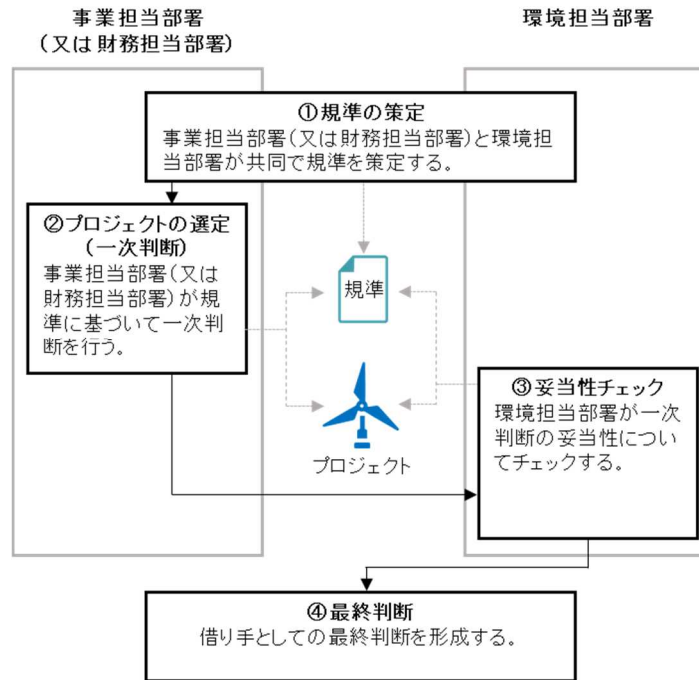 事業担当部署
(又は財務担当部署)
環境担当部署
①規準の策定
事業担当部署(又は財務担当部署)と環境担
当部署が共同で規準を策定する。
②プロジェクトの選定
(一次判断)
事業担当部署(又は
財務担当部署)が規
準に基づいて一次判
断を行う。
規準
プロジェクト
③妥当性チェック
環境担当部署が一次
判断の妥当性につい
てチェックする。
④最終判断
借り手としての最終判断を形成する。